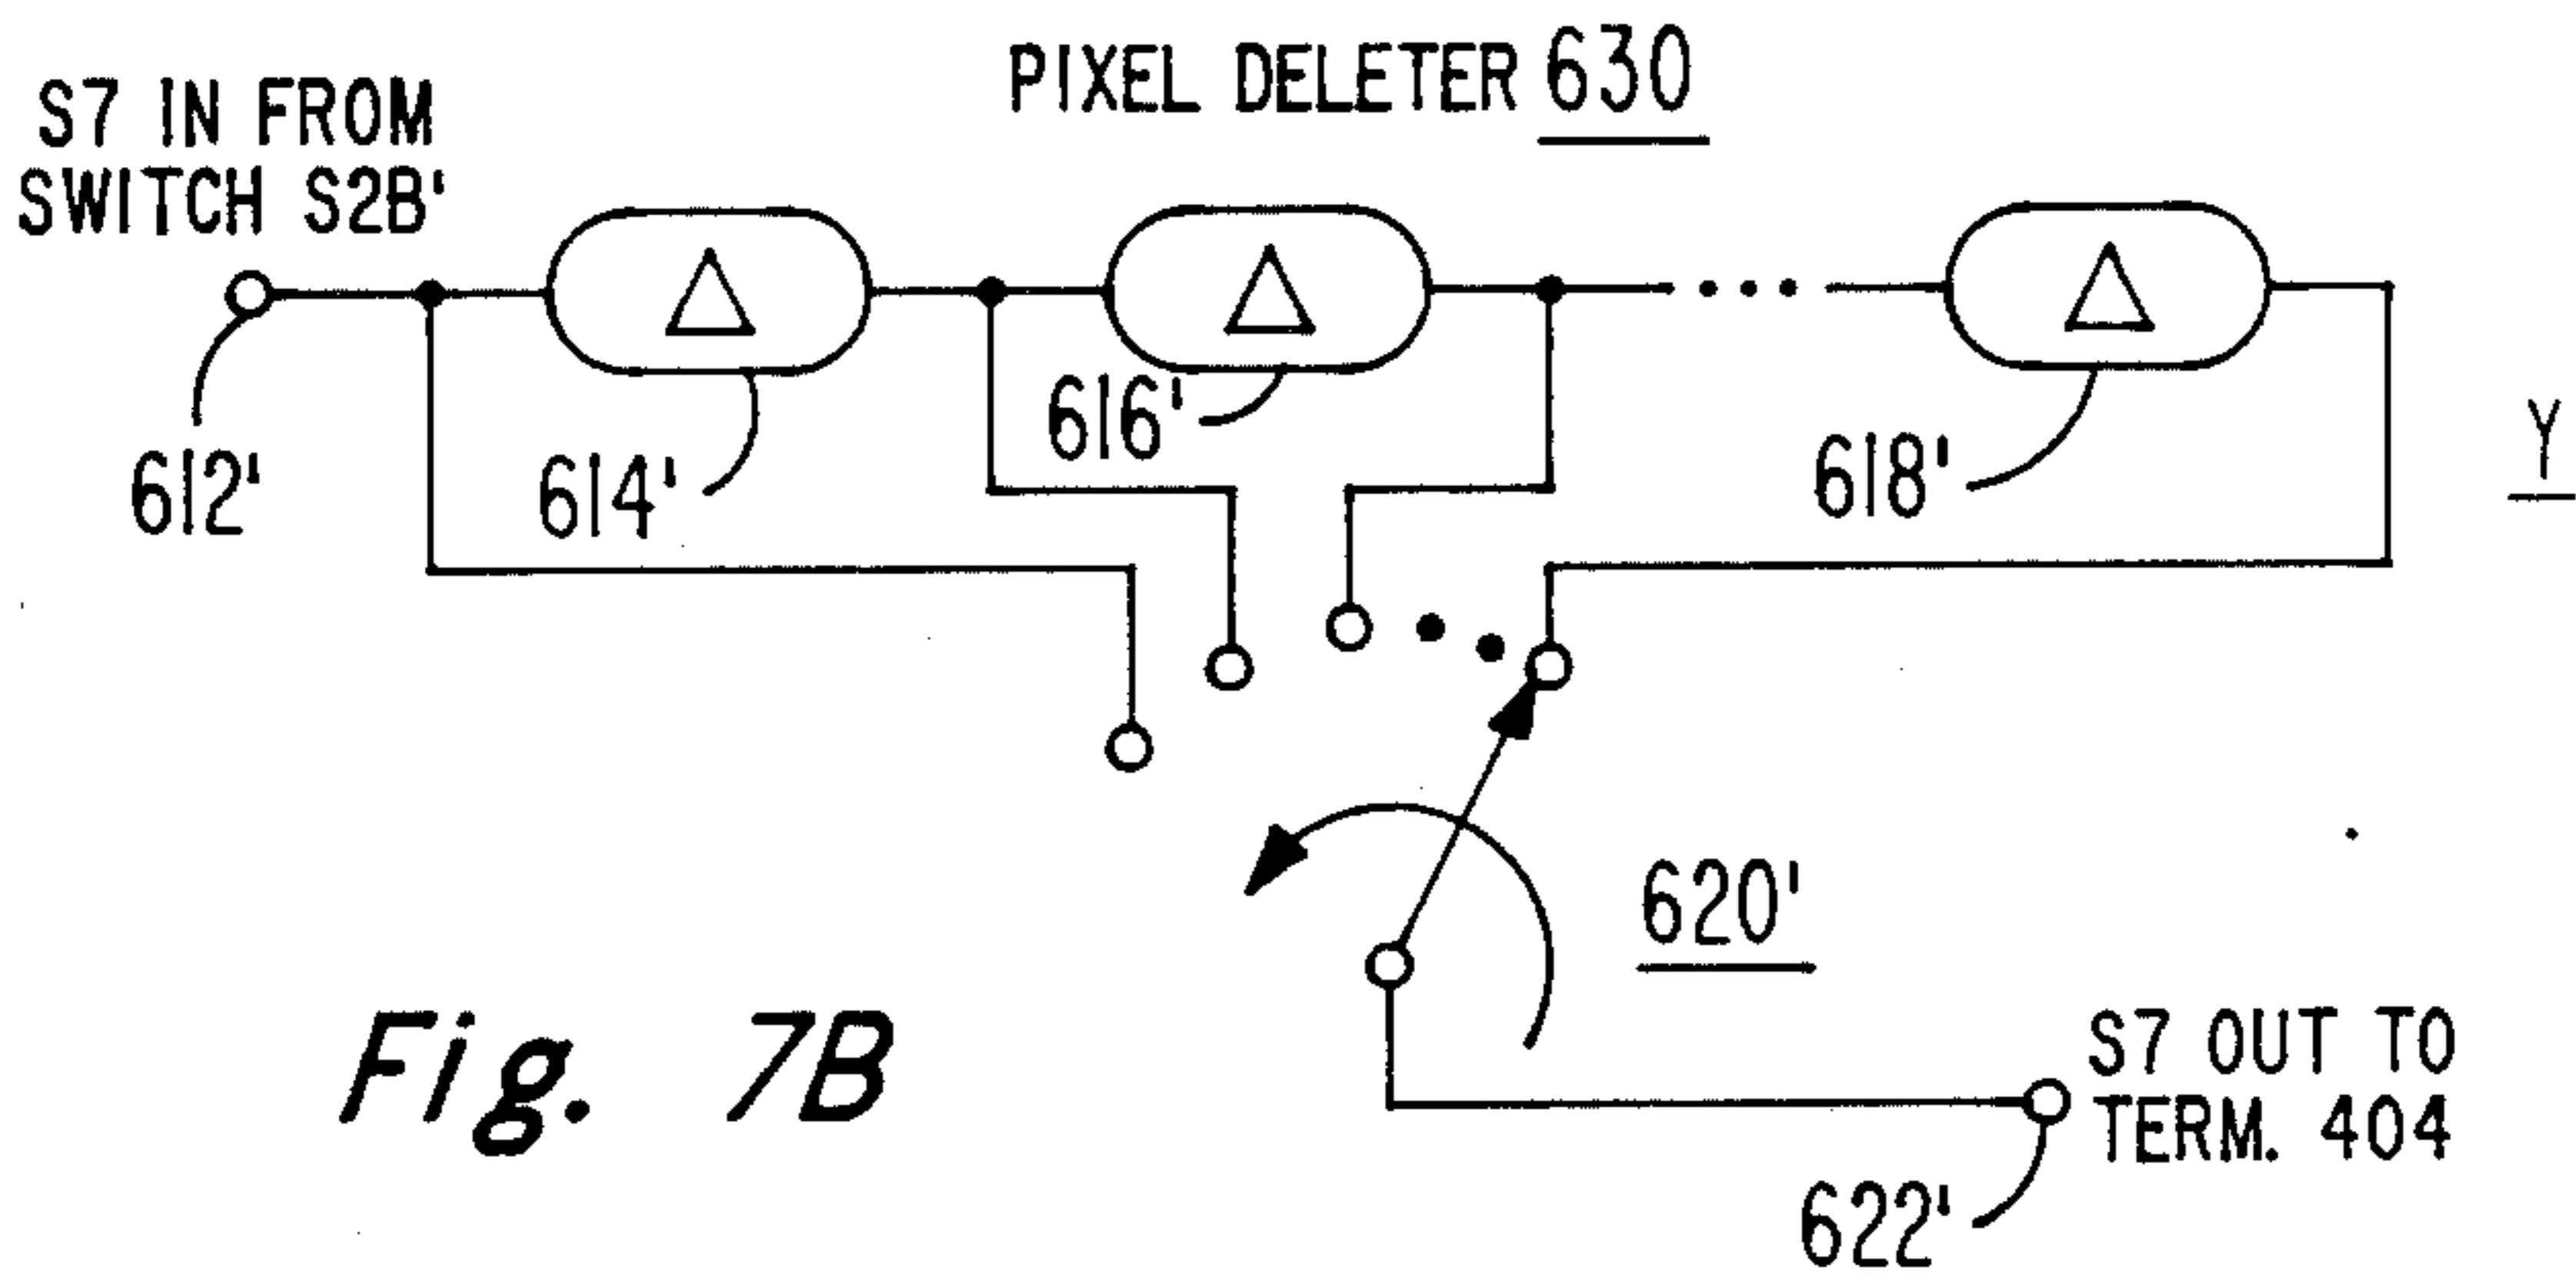 PIXEL DELETER 630
S7 IN FROM
SWITCH S2B'
Δ
Δ
Δ
612'
614'
616'
618'
Y
620'
S7 OUT TO
TERM. 404
622'
Fig. 7B